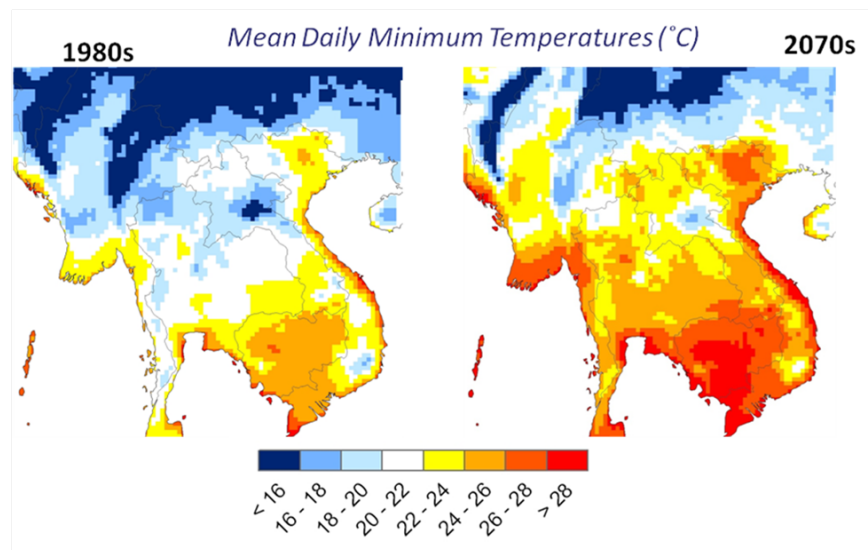 Mean Daily Minimum Temperatures (˚C)
1980s
2070s
< 16
16 - 18
18 - 20
20 - 22
22 - 24
24 - 26
26 - 28
> 28